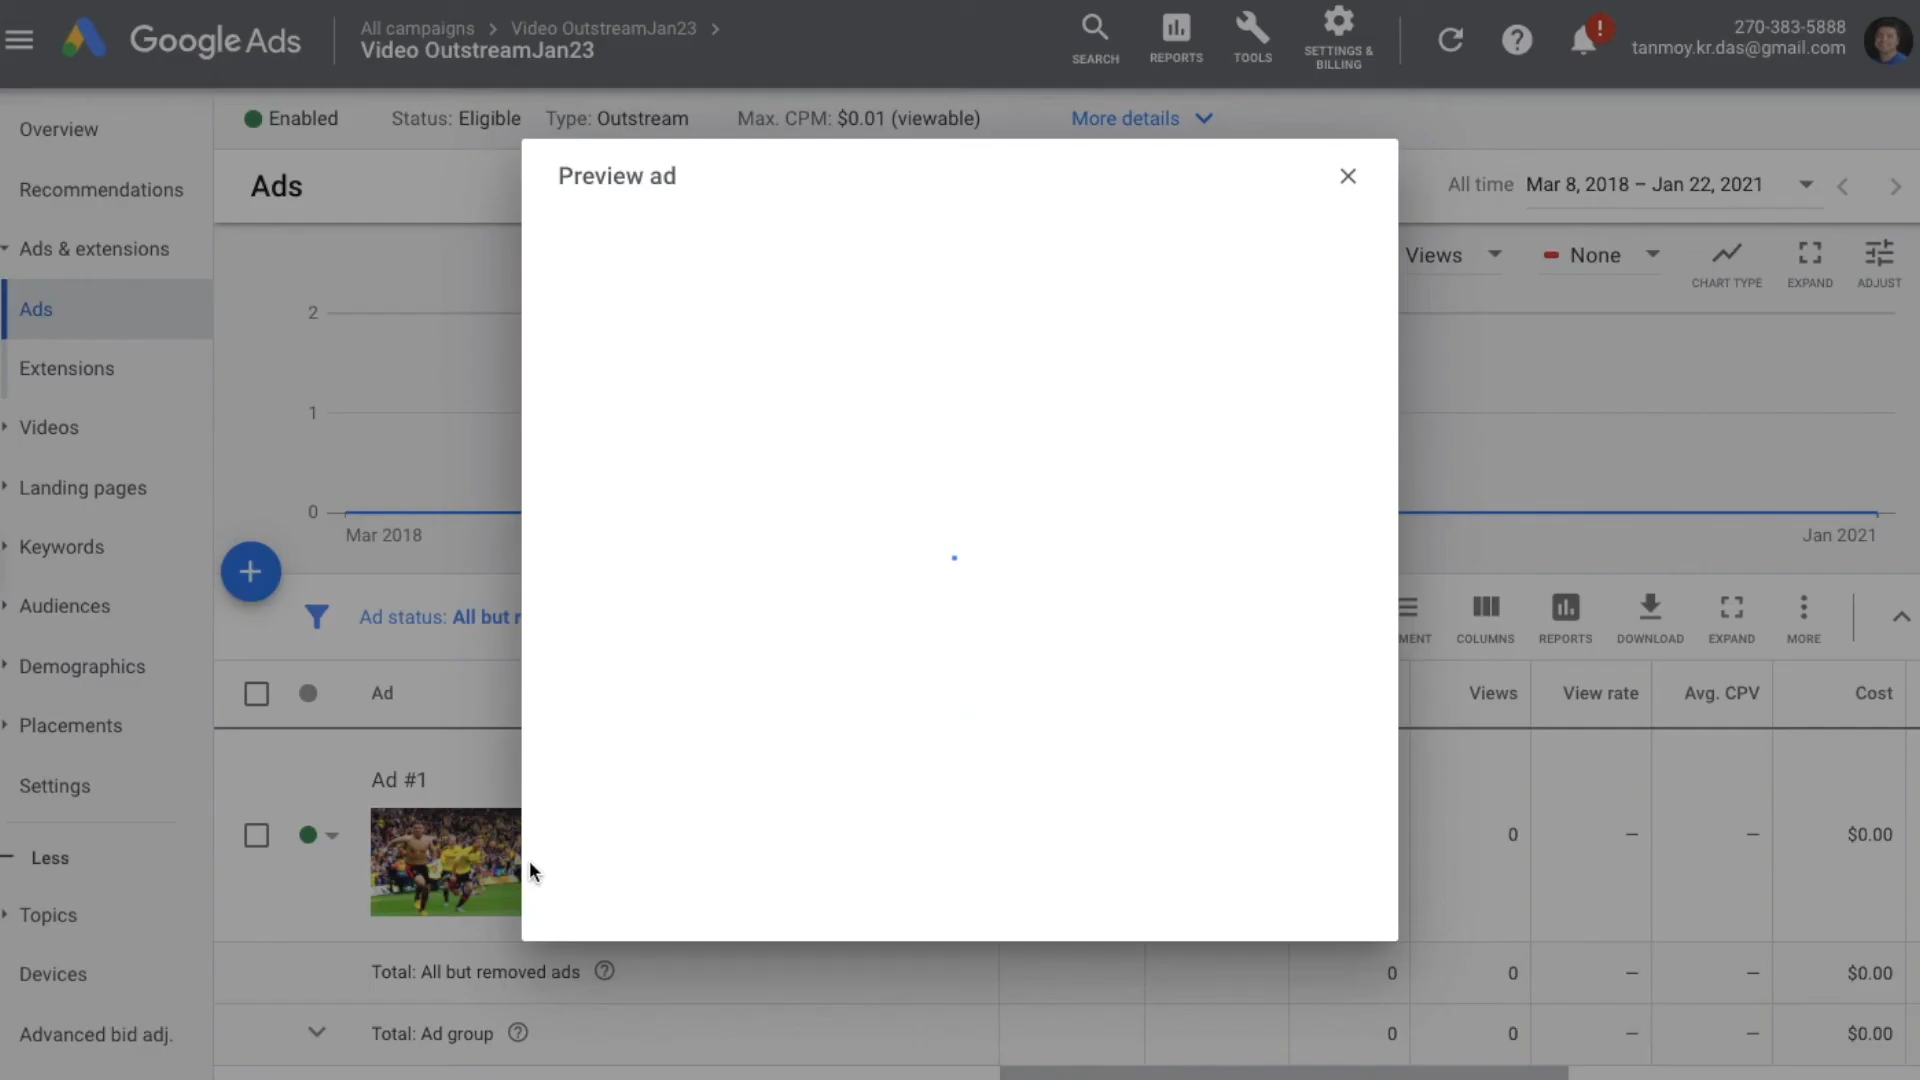 Google Ads
All campaigns > Video OutstreamJan23 >
Video OutstreamJan23
SEARCH
REPORTS
TOOLS
SETTINGS &
BILLING
!
270-383-5888
tanmoy.kr.das@gmail.com
Enabled
Status: Eligible
Type: Outstream
Max. CPM: $0.01 (viewable)
More details
Overview
Recommendations
Ads & extensions
Ads
Extensions
Videos
Landing pages
Keywords
Audiences
Demographics
Placements
Settings
Less
Topics
Devices
Advanced bid adj.
Ads
All time Mar 8, 2018 – Jan 22, 2021
Preview ad
Views
None
CHART TYPE
EXPAND
ADJUST
2
1
0
Mar 2018
Jan 2021
Ad status: All but r
MENT
COLUMNS
REPORTS
DOWNLOAD
EXPAND
MORE
Ad
Views
View rate
Avg. CPV
Cost
Ad #1
0 — — $0.00
Total: All but removed ads
0 0 — — $0.00
Total: Ad group
0 0 — — $0.00